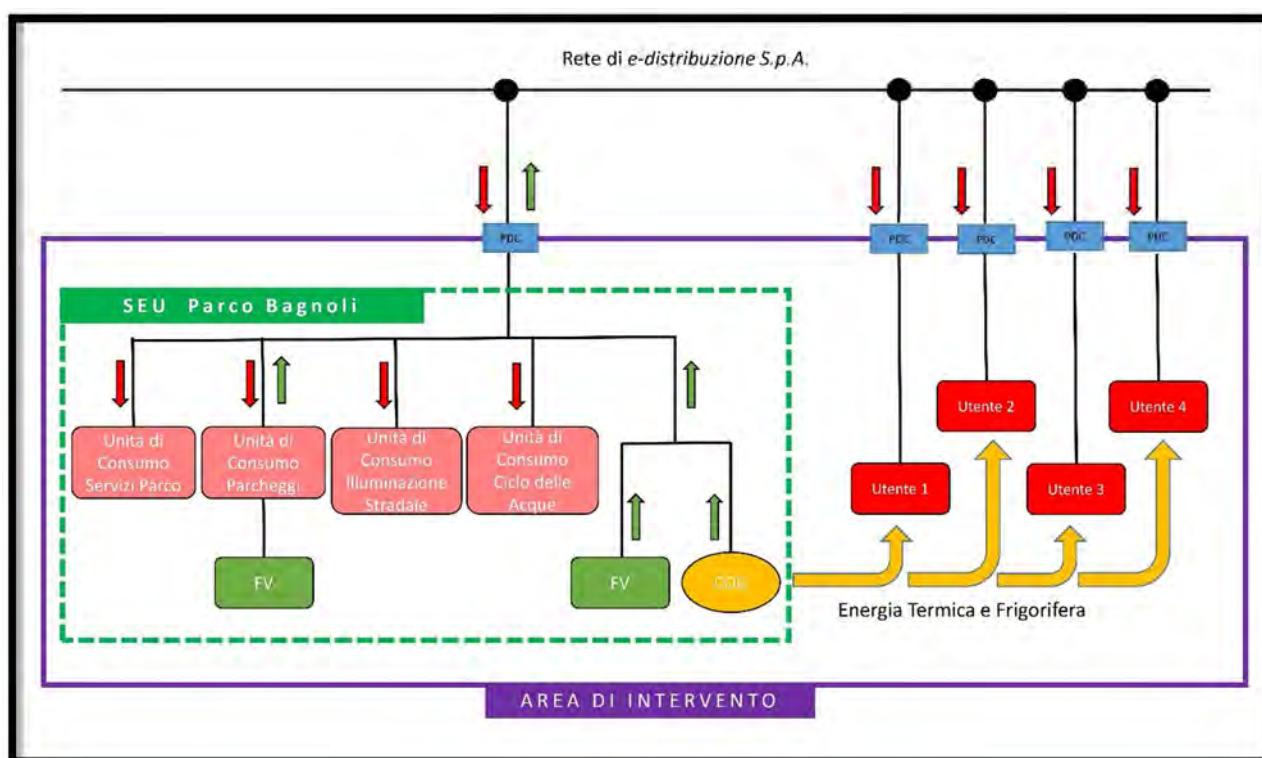 Rete di e-distribuzione S.p.A.
PDC
PDC
PDC
PDC
PDC
SEU Parco Bagnoli
Unità di
Consumo
Servizi Parco
Unità di
Consumo
Parcheggi
Unità di
Consumo
Illuminazione
Stradale
Unità di
Consumo
Ciclo delle
Acque
Utente 2
Utente 4
Utente 1
Utente 3
FV
FV
Energia Termica e Frigorifera
AREA DI INTERVENTO